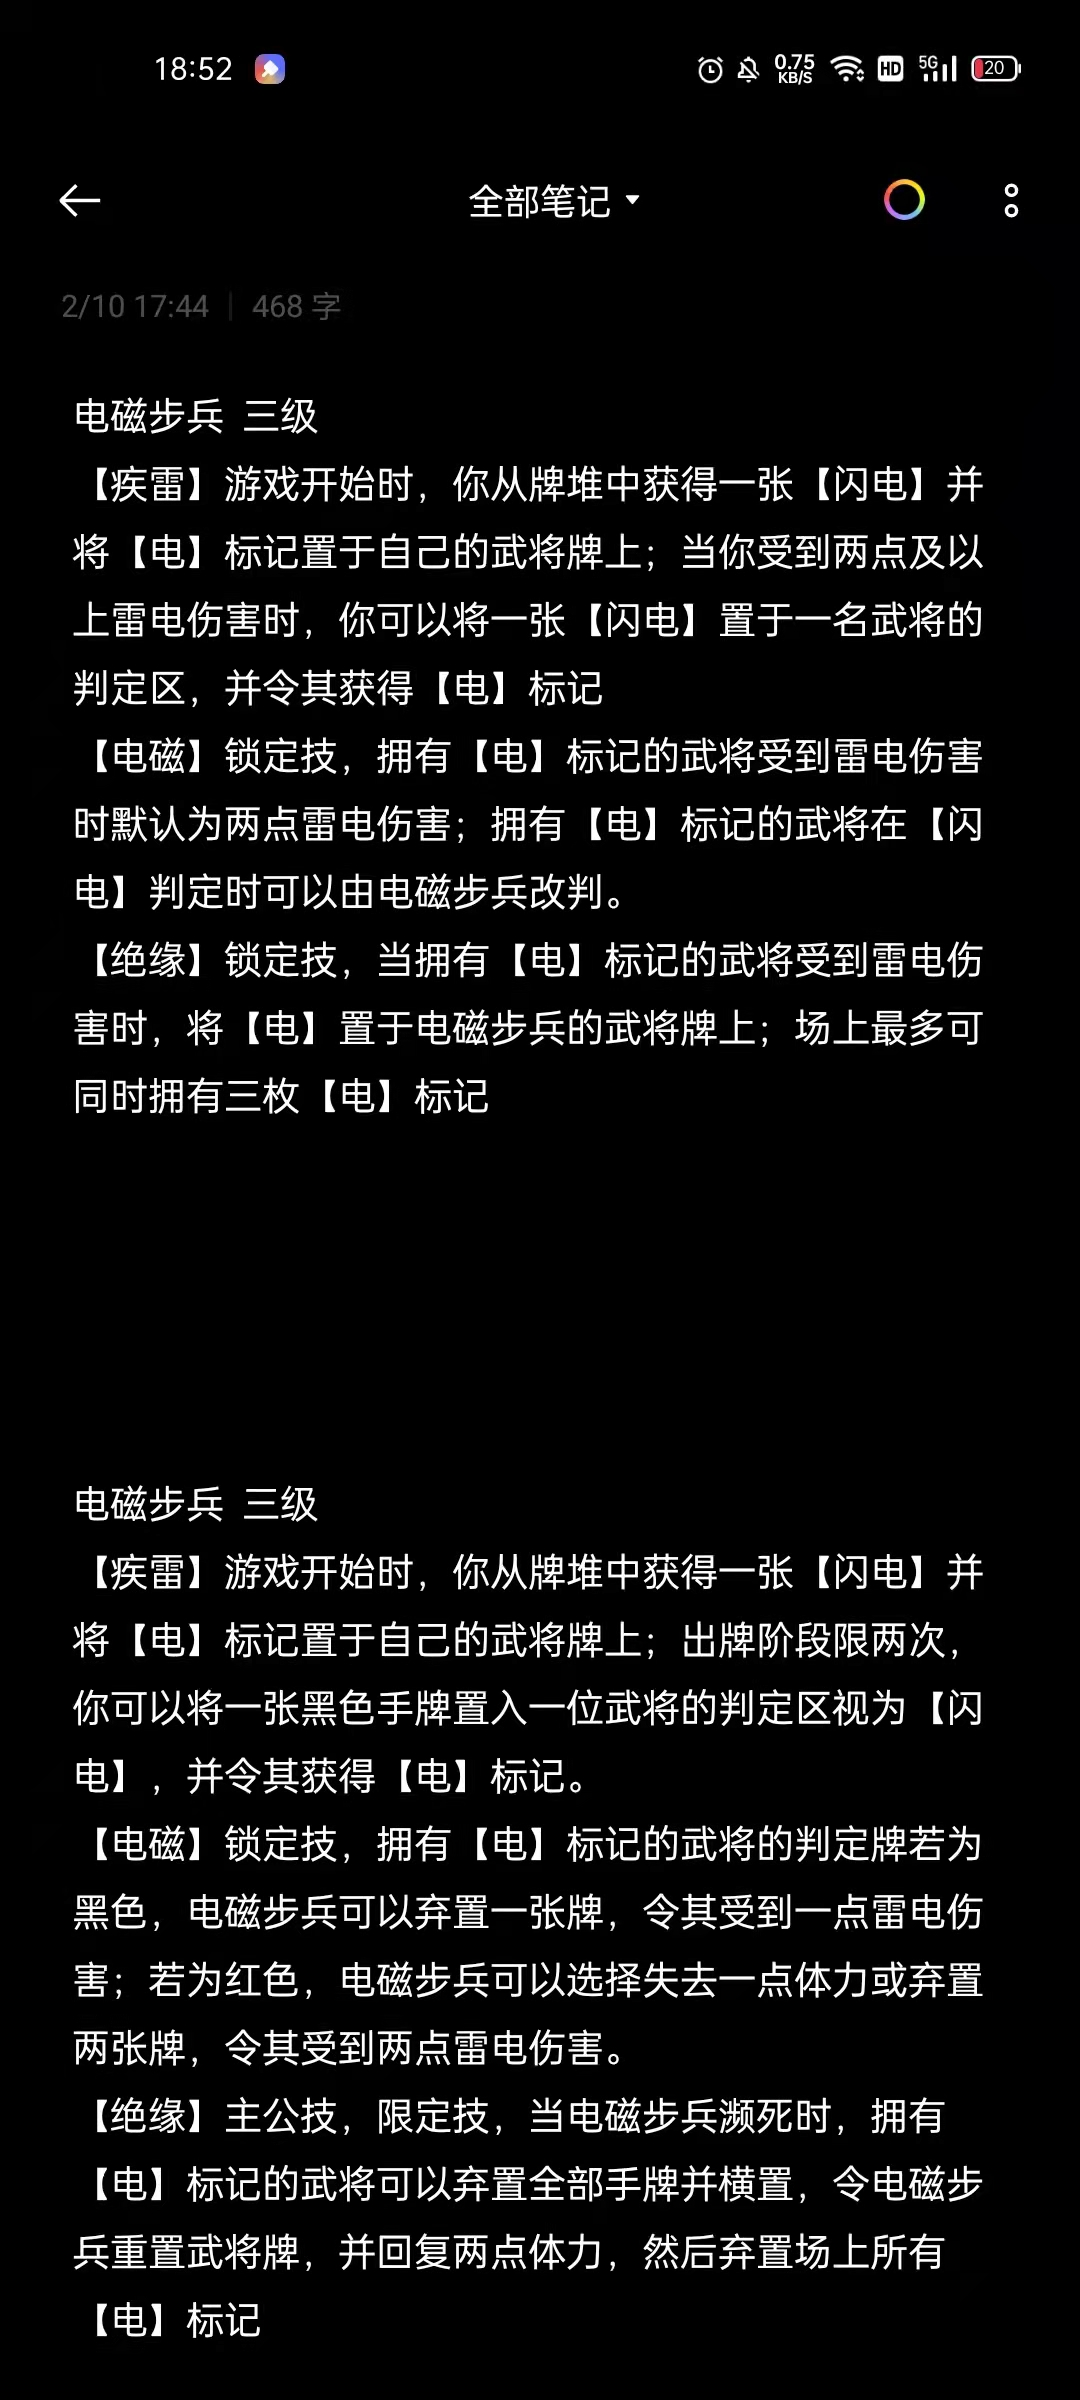 18:52
0.75 KB/S HD 5G 20
全部笔记
2/10 17:44 | 468 字
电磁步兵 三级
【疾雷】游戏开始时，你从牌堆中获得一张【闪电】并
将【电】标记置于自己的武将牌上；当你受到两点及以
上雷电伤害时，你可以将一张【闪电】置于一名武将的
判定区，并令其获得【电】标记
【电磁】锁定技，拥有【电】标记的武将受到雷电伤害
时默认为两点雷电伤害；拥有【电】标记的武将在【闪
电】判定时可以由电磁步兵改判。
【绝缘】锁定技，当拥有【电】标记的武将受到雷电伤
害时，将【电】置于电磁步兵的武将牌上；场上最多可
同时拥有三枚【电】标记
电磁步兵 三级
【疾雷】游戏开始时，你从牌堆中获得一张【闪电】并
将【电】标记置于自己的武将牌上；出牌阶段限两次，
你可以将一张黑色手牌置入一位武将的判定区视为【闪
电】，并令其获得【电】标记。
【电磁】锁定技，拥有【电】标记的武将的判定牌若为
黑色，电磁步兵可以弃置一张牌，令其受到一点雷电伤
害；若为红色，电磁步兵可以选择失去一点体力或弃置
两张牌，令其受到两点雷电伤害。
【绝缘】主公技，限定技，当电磁步兵濒死时，拥有
【电】标记的武将可以弃置全部手牌并横置，令电磁步
兵重置武将牌，并回复两点体力，然后弃置场上所有
【电】标记